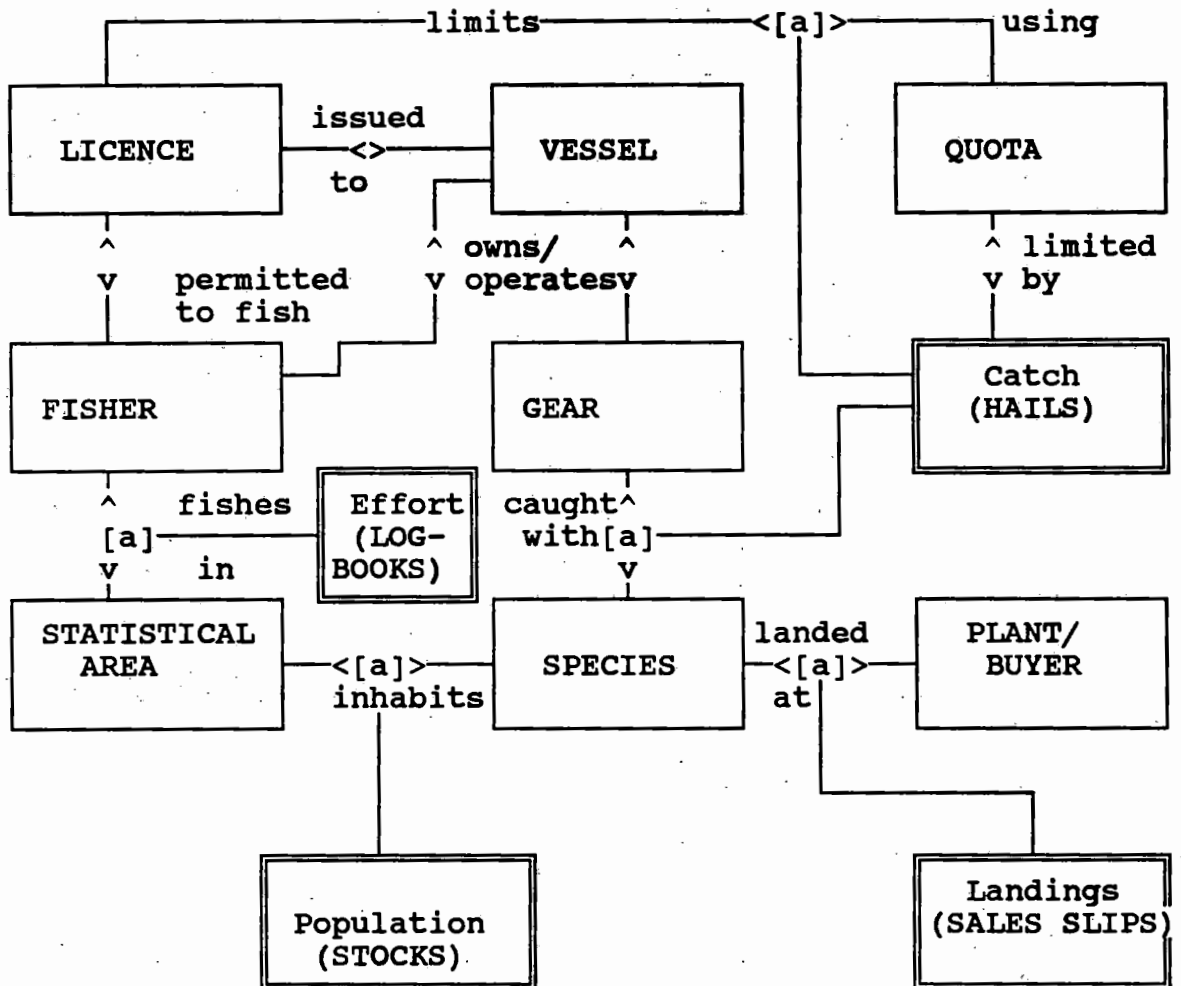 limits <[a]> using
issued
LICENCE <> VESSEL QUOTA
to
^ ^ owns/ ^ ^ limited
v permitted v operates v v by
to fish
Catch
FISHER GEAR (HAILS)
^ fishes Effort caught ^
[a] (LOG- with [a]
v in BOOKS) v
STATISTICAL landed PLANT/
AREA <[a]> SPECIES <[a]> BUYER
inhabits at
Landings
Population (SALES SLIPS)
(STOCKS)